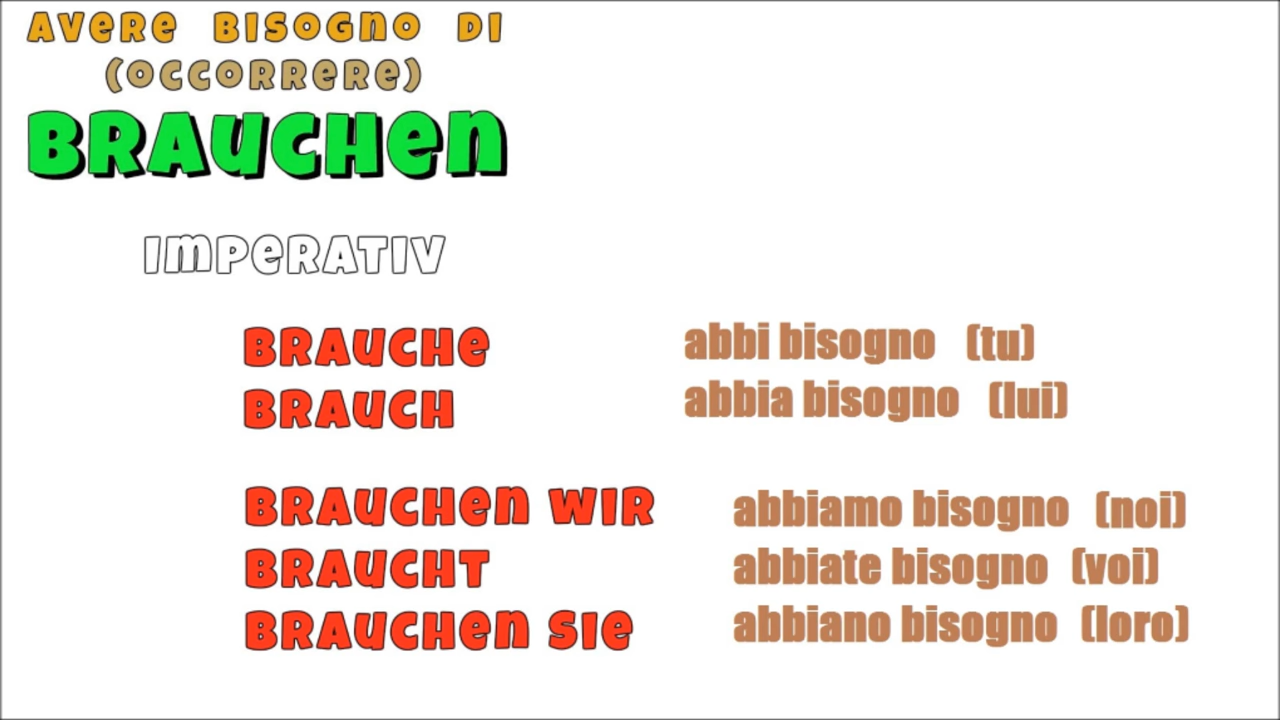 AVERE BISOGNO DI
(OCCORRERE)
BRAUCHEN
IMPERATIV
BRAUCHE abbi bisogno (tu)
BRAUCH abbia bisogno (lui)
BRAUCHEN WIR abbiamo bisogno (noi)
BRAUCHT abbiate bisogno (voi)
BRAUCHEN SIE abbiano bisogno (loro)